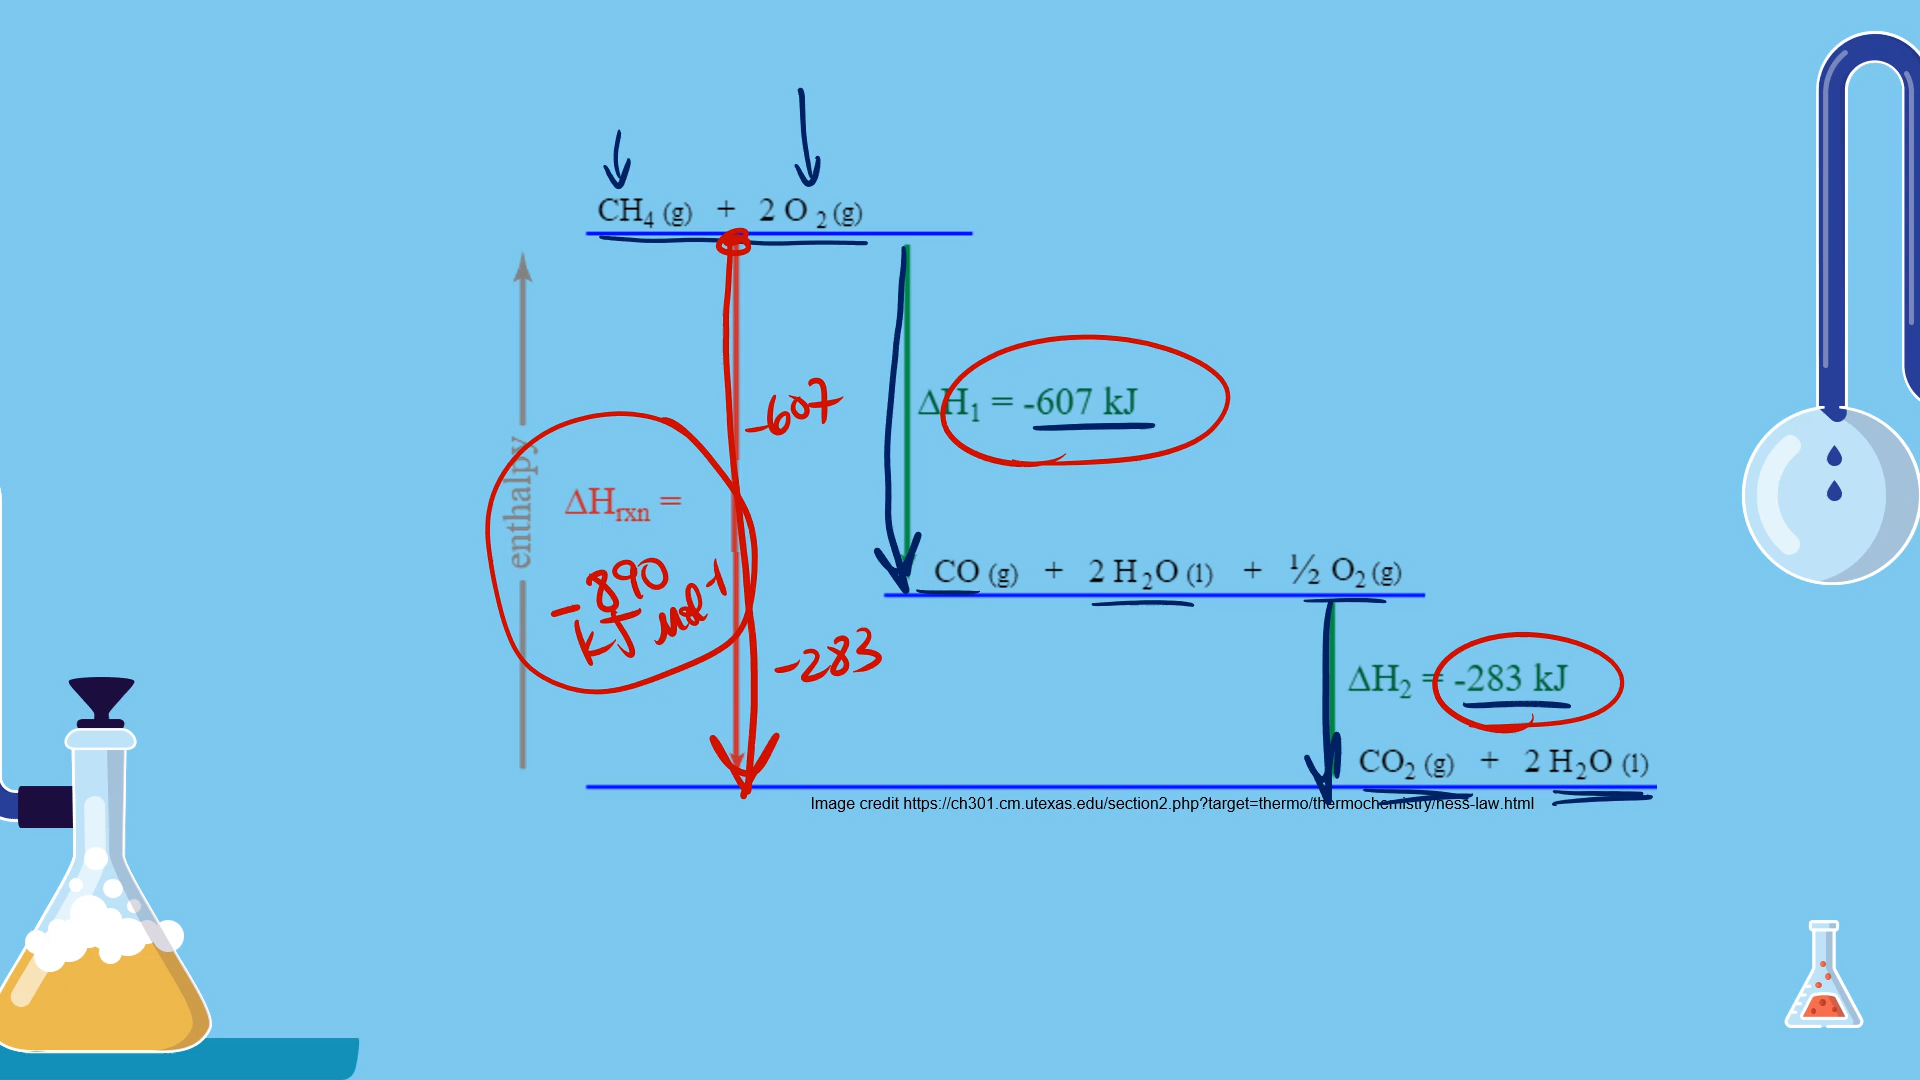 CH₄ (g) + 2 O ₂ (g)
-607
ΔH₁ = -607 kJ
enthalpy
ΔHᵣₓₙ =
-890
kJ mol⁻¹
CO (g) + 2 H₂O (l) + ½ O₂ (g)
-283
ΔH₂ = -283 kJ
CO₂ (g) + 2 H₂O (l)
Image credit https://ch301.cm.utexas.edu/section2.php?target=thermo/thermochemistry/hess-law.html